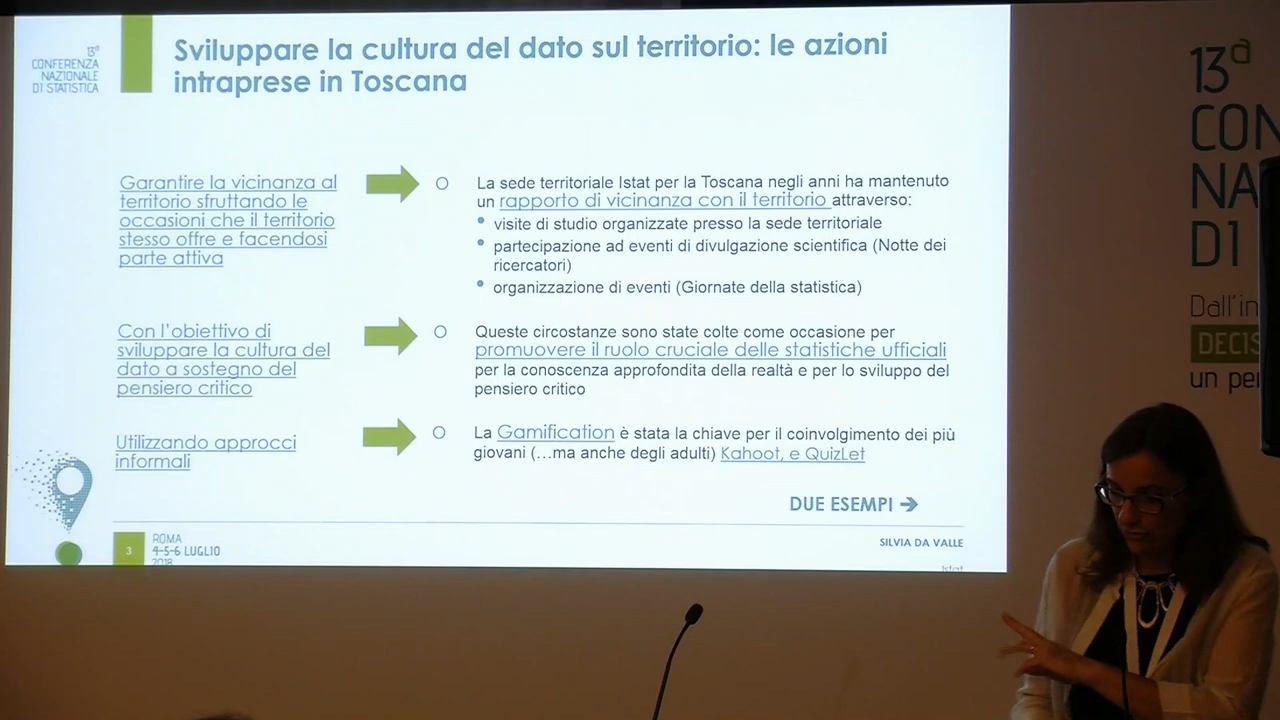 13ª
CONFERENZA
NAZIONALE
DI STATISTICA
Sviluppare la cultura del dato sul territorio: le azioni
intraprese in Toscana
Garantire la vicinanza al
territorio sfruttando le
occasioni che il territorio
stesso offre e facendosi
parte attiva
La sede territoriale Istat per la Toscana negli anni ha mantenuto
un rapporto di vicinanza con il territorio attraverso:
• visite di studio organizzate presso la sede territoriale
• partecipazione ad eventi di divulgazione scientifica (Notte dei
ricercatori)
• organizzazione di eventi (Giornate della statistica)
Con l'obiettivo di
sviluppare la cultura del
dato a sostegno del
pensiero critico
Queste circostanze sono state colte come occasione per
promuovere il ruolo cruciale delle statistiche ufficiali
per la conoscenza approfondita della realtà e per lo sviluppo del
pensiero critico
Utilizzando approcci
informali
La Gamification è stata la chiave per il coinvolgimento dei più
giovani (…ma anche degli adulti) Kahoot, e QuizLet
DUE ESEMPI →
3
ROMA
4-5-6 LUGLIO
2018
SILVIA DA VALLE
Istat
13ª
CON
NA
DI
Dall'in
DECIS
un pe